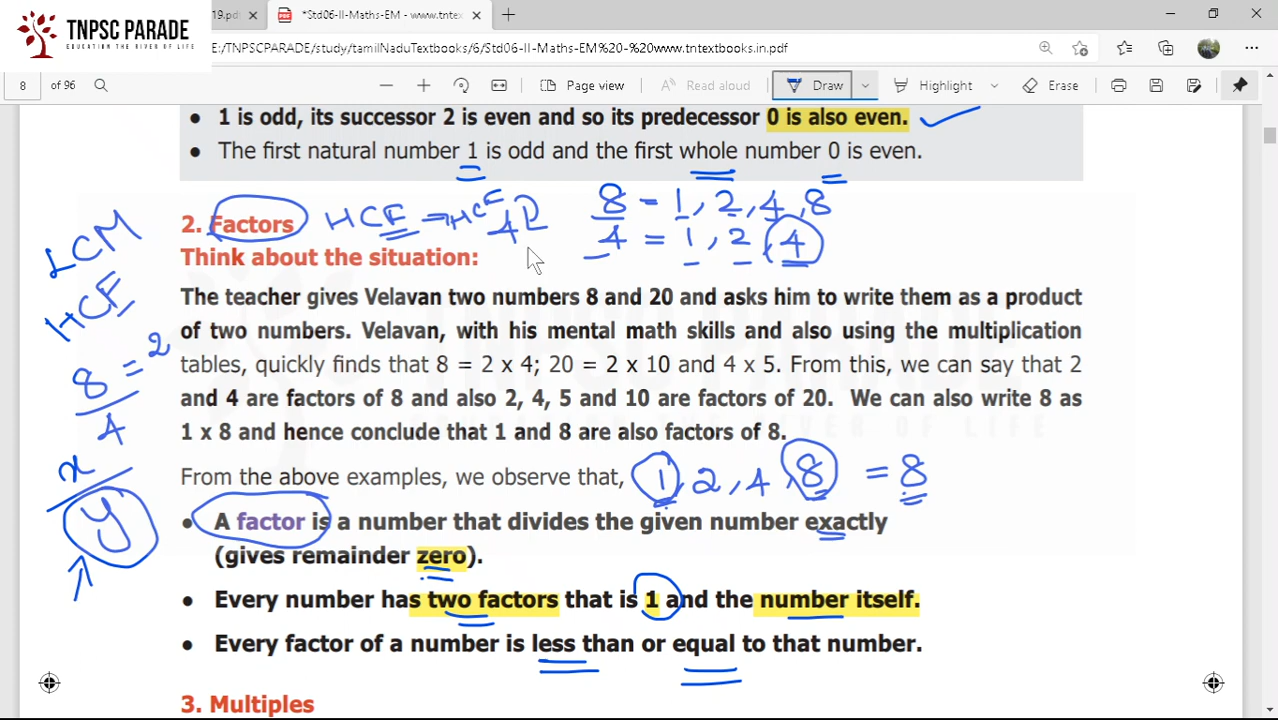 TNPSC PARADE
EDUCATION THE RIVER OF LIFE
19.pdf
*Std06-II-Maths-EM - www.tntex
E:/TNPSCPARADE/study/tamilNaduTextbooks/6/Std06-II-Maths-EM%20-%20www.tntextbooks.in.pdf
8 of 96
Page view
Read aloud
Draw
Highlight
Erase
• 1 is odd, its successor 2 is even and so its predecessor 0 is also even.
• The first natural number 1 is odd and the first whole number 0 is even.
2. Factors HCF ⇒ HCF 8 = 1, 2, 4, 8
4 4 = 1, 2, 4
Think about the situation:
LCM
HCF
8 = 2
4
x
y
The teacher gives Velavan two numbers 8 and 20 and asks him to write them as a product
of two numbers. Velavan, with his mental math skills and also using the multiplication
tables, quickly finds that 8 = 2 x 4; 20 = 2 x 10 and 4 x 5. From this, we can say that 2
and 4 are factors of 8 and also 2, 4, 5 and 10 are factors of 20. We can also write 8 as
1 x 8 and hence conclude that 1 and 8 are also factors of 8.
From the above examples, we observe that, 1, 2, 4, 8 = 8
• A factor is a number that divides the given number exactly
(gives remainder zero).
• Every number has two factors that is 1 and the number itself.
• Every factor of a number is less than or equal to that number.
3. Multiples